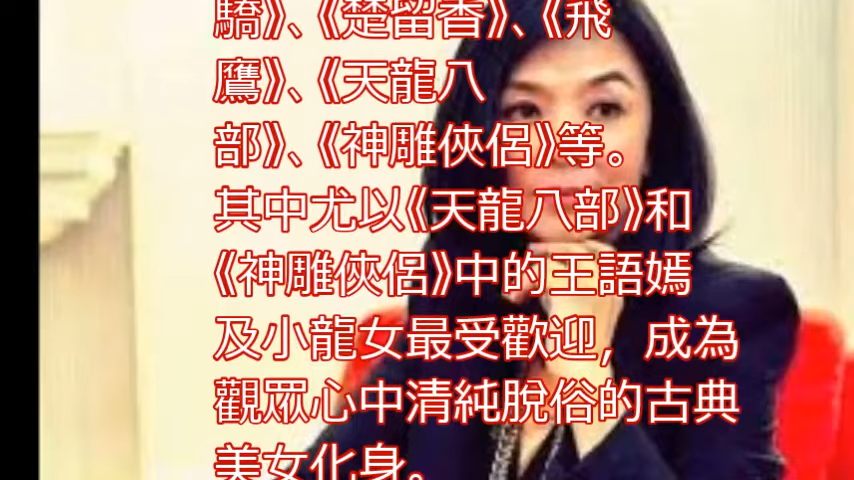 驕》、《楚留香》、《飛
鷹》、《天龍八
部》、《神雕俠侶》等。
其中尤以《天龍八部》和
《神雕俠侶》中的王語嫣
及小龍女最受歡迎，成為
觀眾心中清純脫俗的古典
美女化身。